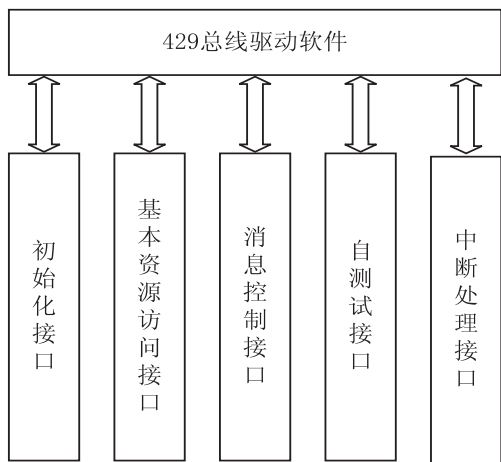 429总线驱动软件
初始化接口
基本资源访问接口
消息控制接口
自测试接口
中断处理接口